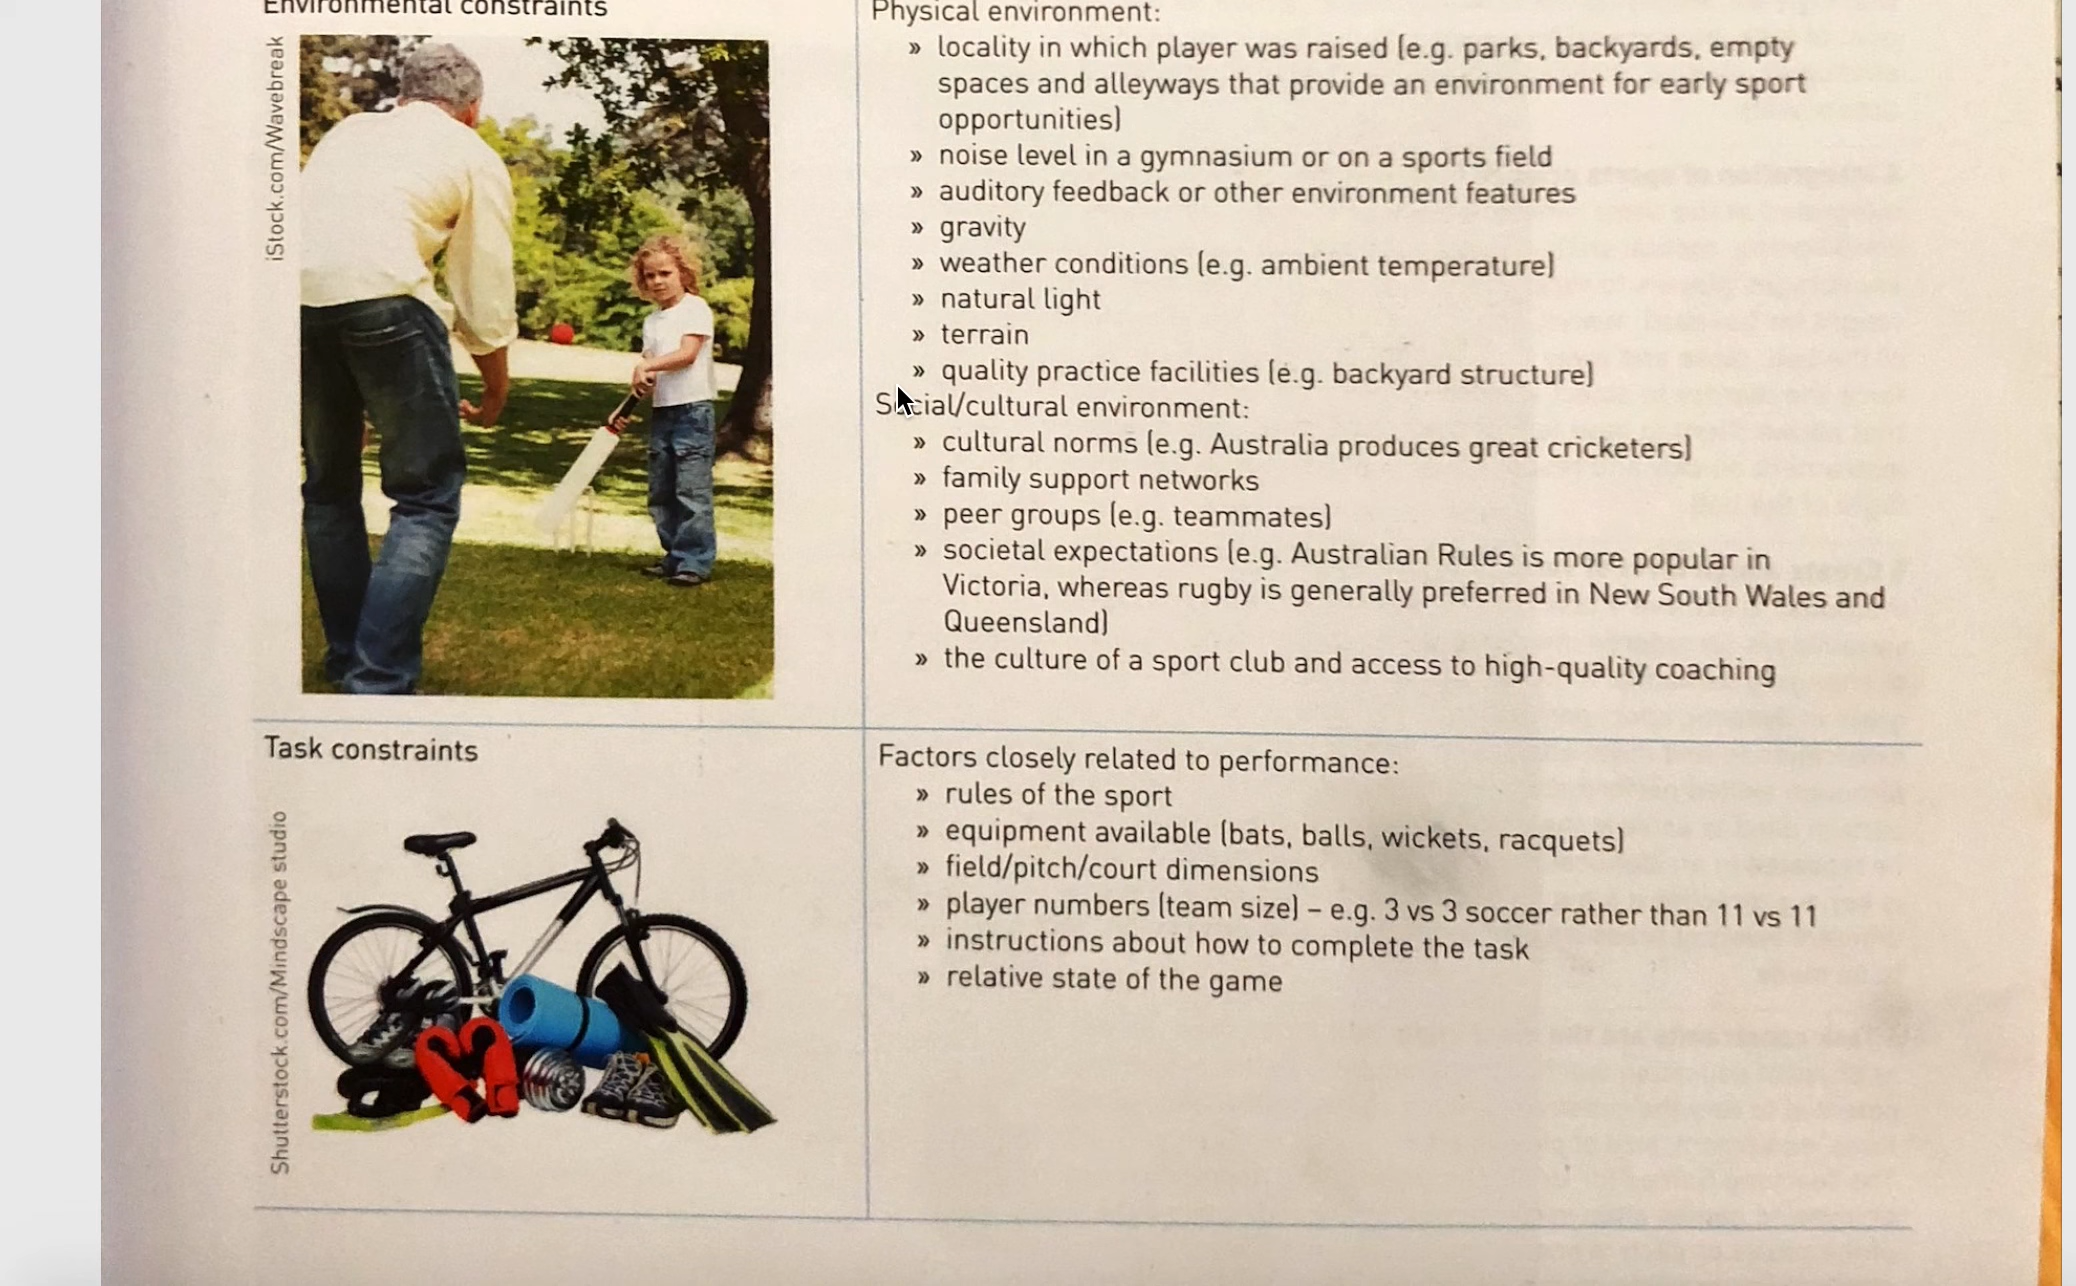 Environmental constraints
iStock.com/Wavebreak
Physical environment:
» locality in which player was raised (e.g. parks, backyards, empty
spaces and alleyways that provide an environment for early sport
opportunities)
» noise level in a gymnasium or on a sports field
» auditory feedback or other environment features
» gravity
» weather conditions (e.g. ambient temperature)
» natural light
» terrain
» quality practice facilities (e.g. backyard structure)
Social/cultural environment:
» cultural norms (e.g. Australia produces great cricketers)
» family support networks
» peer groups (e.g. teammates)
» societal expectations (e.g. Australian Rules is more popular in
Victoria, whereas rugby is generally preferred in New South Wales and
Queensland)
» the culture of a sport club and access to high-quality coaching
Task constraints
Shutterstock.com/Mindscape studio
Factors closely related to performance:
» rules of the sport
» equipment available (bats, balls, wickets, racquets)
» field/pitch/court dimensions
» player numbers (team size) – e.g. 3 vs 3 soccer rather than 11 vs 11
» instructions about how to complete the task
» relative state of the game